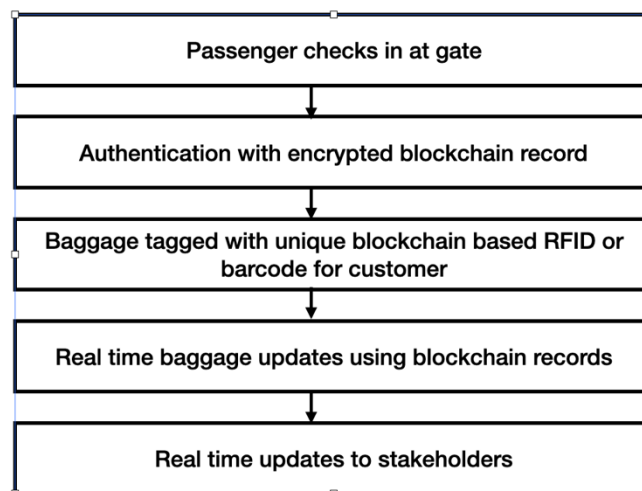 Passenger checks in at gate
Authentication with encrypted blockchain record
Baggage tagged with unique blockchain based RFID or
barcode for customer
Real time baggage updates using blockchain records
Real time updates to stakeholders